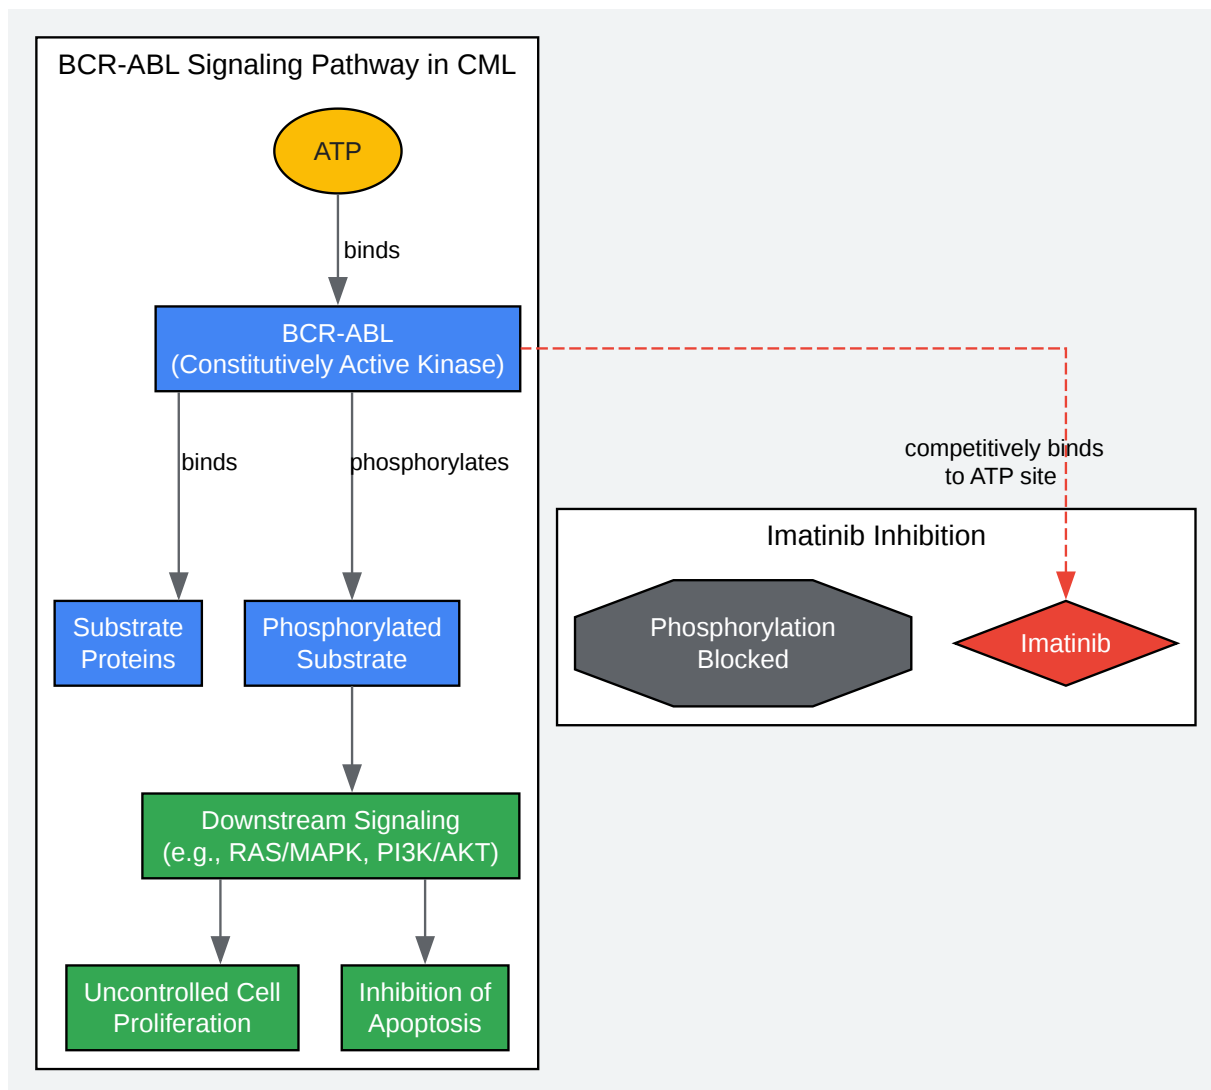 BCR-ABL Signaling Pathway in CML
ATP
binds
BCR-ABL
(Constitutively Active Kinase)
binds
phosphorylates
competitively binds
to ATP site
Imatinib Inhibition
Substrate
Proteins
Phosphorylated
Substrate
Phosphorylation
Blocked
Imatinib
Downstream Signaling
(e.g., RAS/MAPK, PI3K/AKT)
Uncontrolled Cell
Proliferation
Inhibition of
Apoptosis